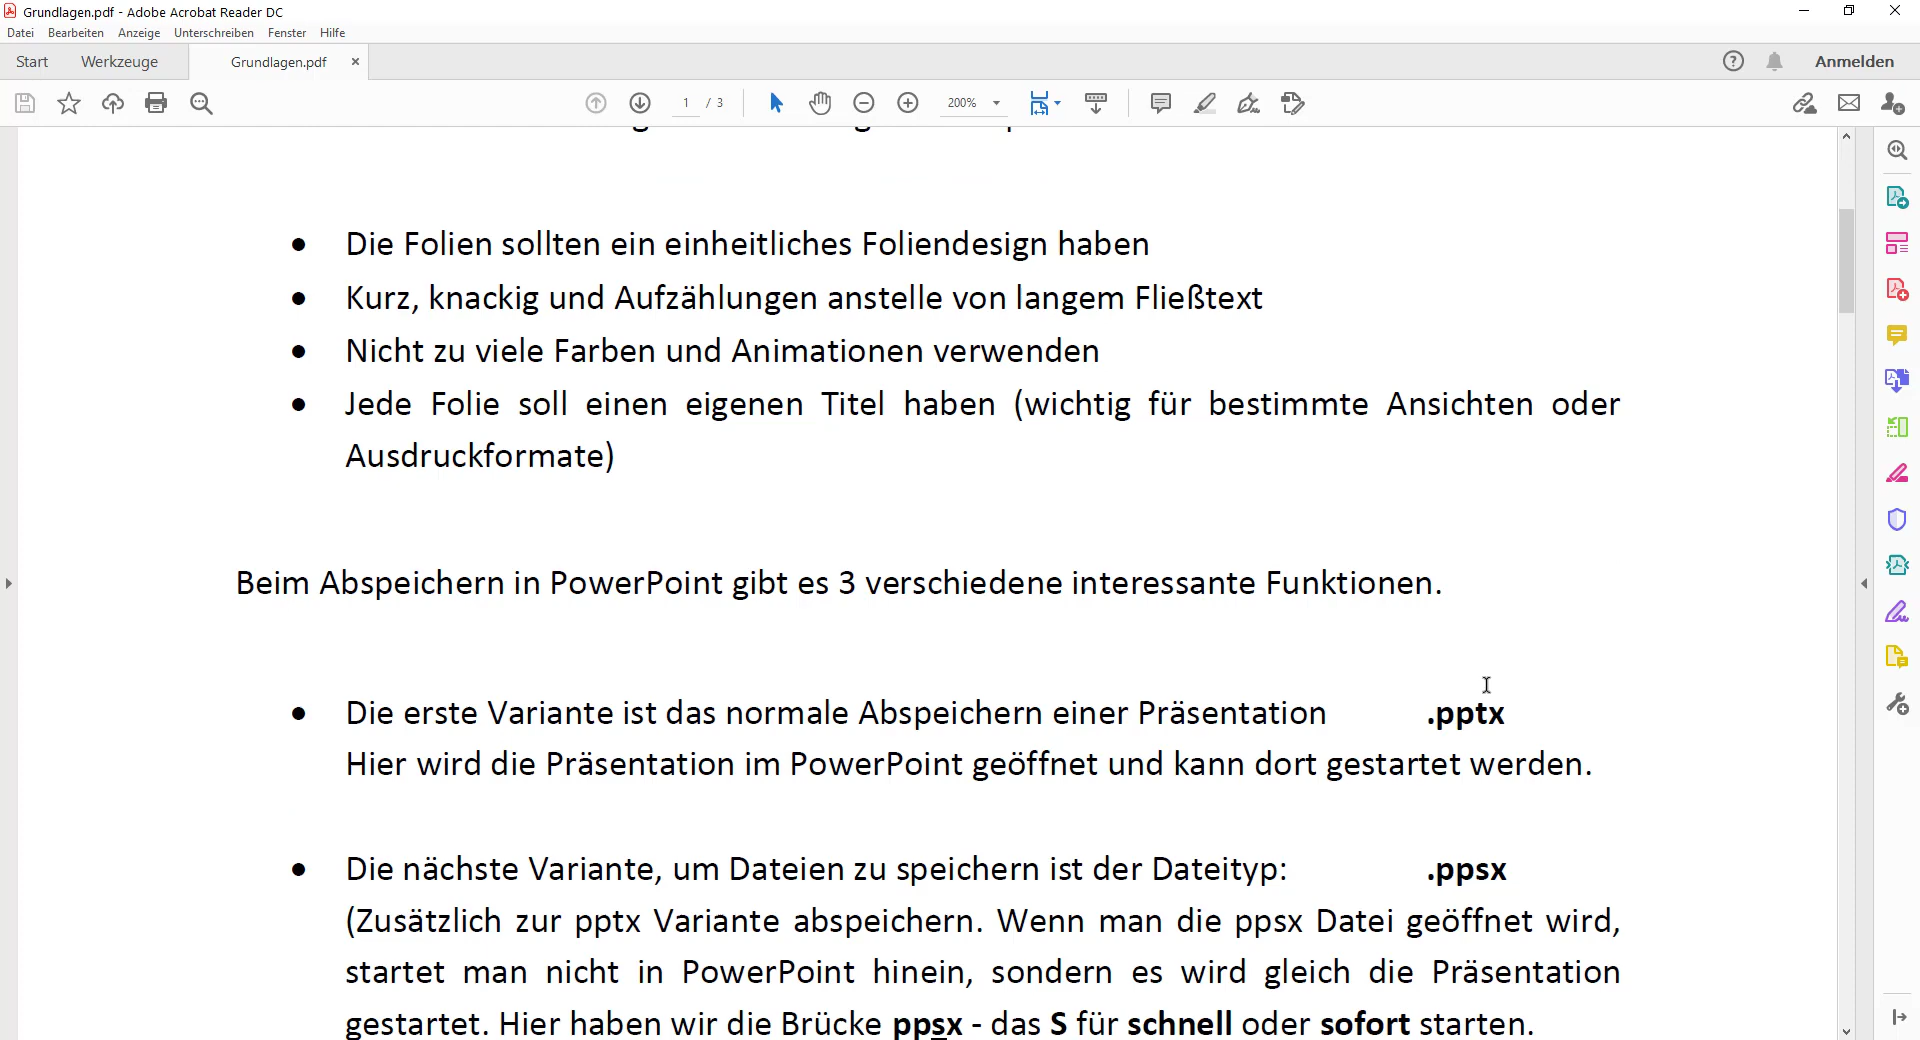 Grundlagen.pdf - Adobe Acrobat Reader DC
Datei Bearbeiten Anzeige Unterschreiben Fenster Hilfe
Start Werkzeuge Grundlagen.pdf × Anmelden
1 / 3 200%
• Die Folien sollten ein einheitliches Foliendesign haben
• Kurz, knackig und Aufzählungen anstelle von langem Fließtext
• Nicht zu viele Farben und Animationen verwenden
• Jede Folie soll einen eigenen Titel haben (wichtig für bestimmte Ansichten oder
Ausdruckformate)
Beim Abspeichern in PowerPoint gibt es 3 verschiedene interessante Funktionen.
• Die erste Variante ist das normale Abspeichern einer Präsentation .pptx
Hier wird die Präsentation im PowerPoint geöffnet und kann dort gestartet werden.
• Die nächste Variante, um Dateien zu speichern ist der Dateityp: .ppsx
(Zusätzlich zur pptx Variante abspeichern. Wenn man die ppsx Datei geöffnet wird,
startet man nicht in PowerPoint hinein, sondern es wird gleich die Präsentation
gestartet. Hier haben wir die Brücke ppsx - das S für schnell oder sofort starten.